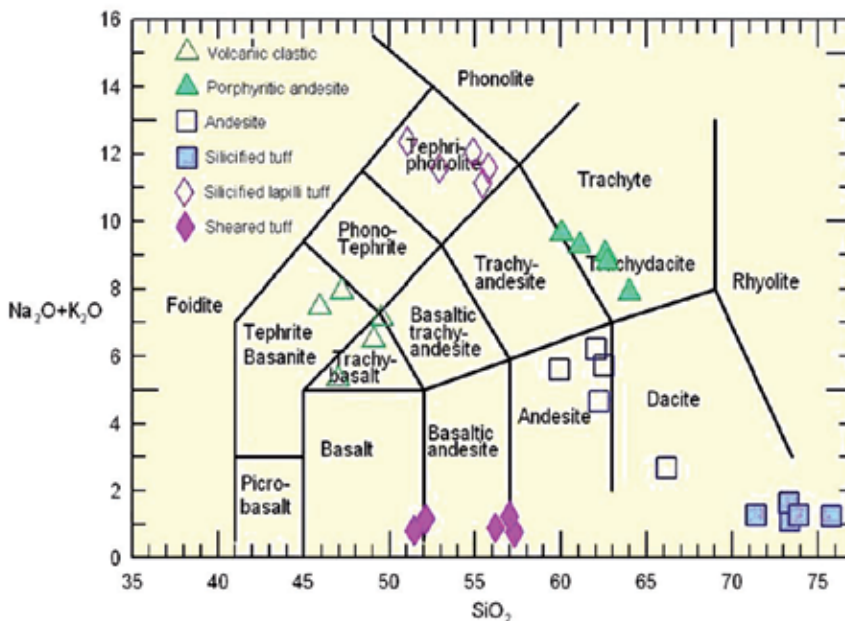 16
14
12
10
8
6
4
2
0
Na2O+K2O
Volcanic clastic
Porphyritic andesite
Andesite
Silicified tuff
Silicified lapilli tuff
Sheared tuff
Phonolite
Tephri-
phonolite
Trachyte
Phono-
Tephrite
Trachy-
andesite
Trachydacite
Foidite
Rhyolite
Tephrite
Basanite
Basaltic
trachy-
andesite
Trachy-
basalt
Basalt
Basaltic
andesite
Andesite
Dacite
Picro-
basalt
35 40 45 50 55 60 65 70 75
SiO2